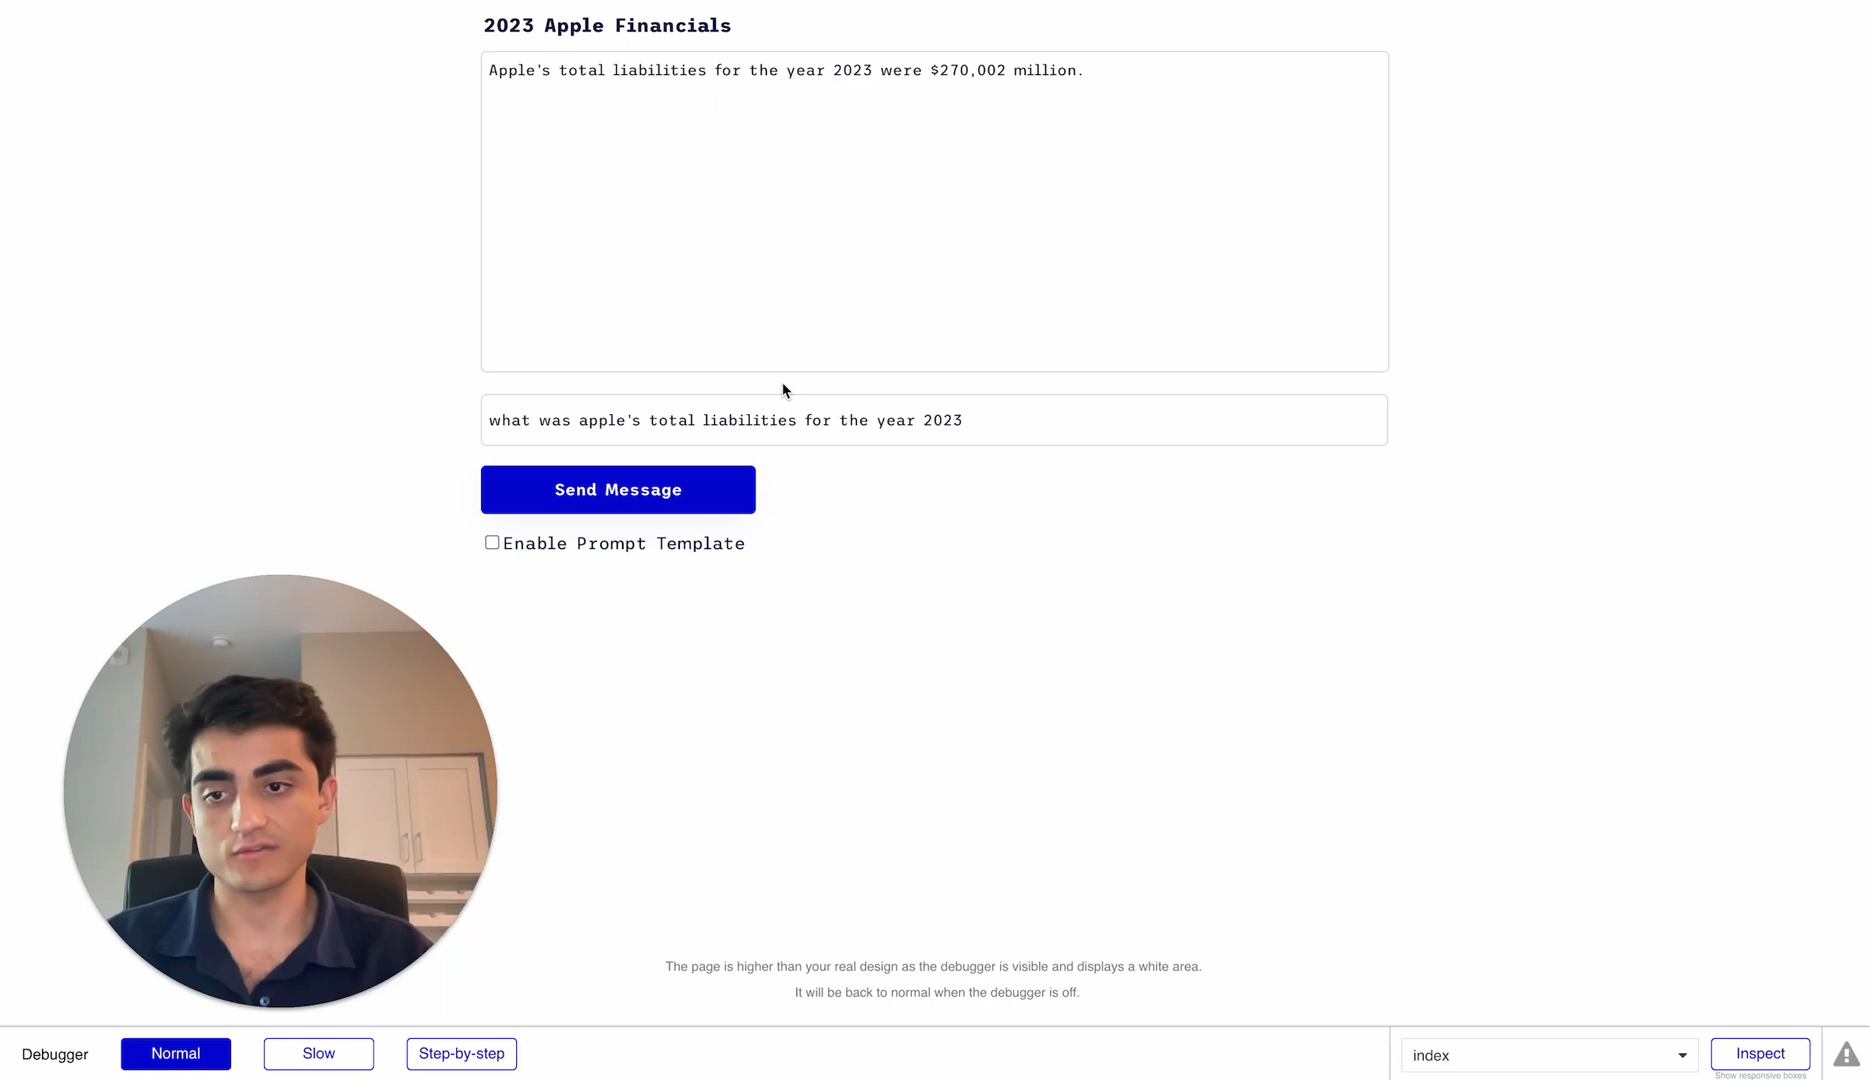 2023 Apple Financials
Apple's total liabilities for the year 2023 were $270,002 million.
what was apple's total liabilities for the year 2023
Send Message
Enable Prompt Template
The page is higher than your real design as the debugger is visible and displays a white area.
It will be back to normal when the debugger is off.
Debugger
Normal
Slow
Step-by-step
index
Inspect
Show responsive boxes